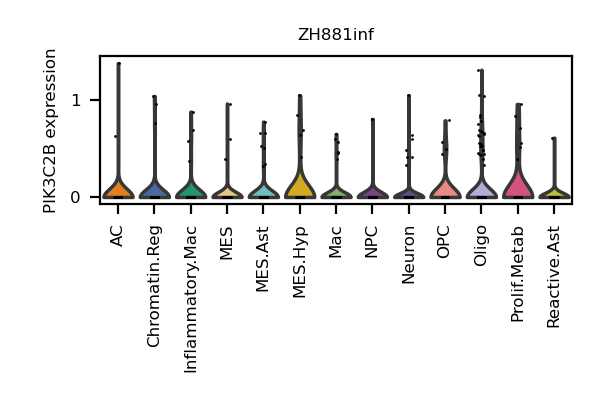 ZH881inf
PIK3C2B expression
1
0
AC
Chromatin.Reg
Inflammatory.Mac
MES
MES.Ast
MES.Hyp
Mac
NPC
Neuron
OPC
Oligo
Prolif.Metab
Reactive.Ast